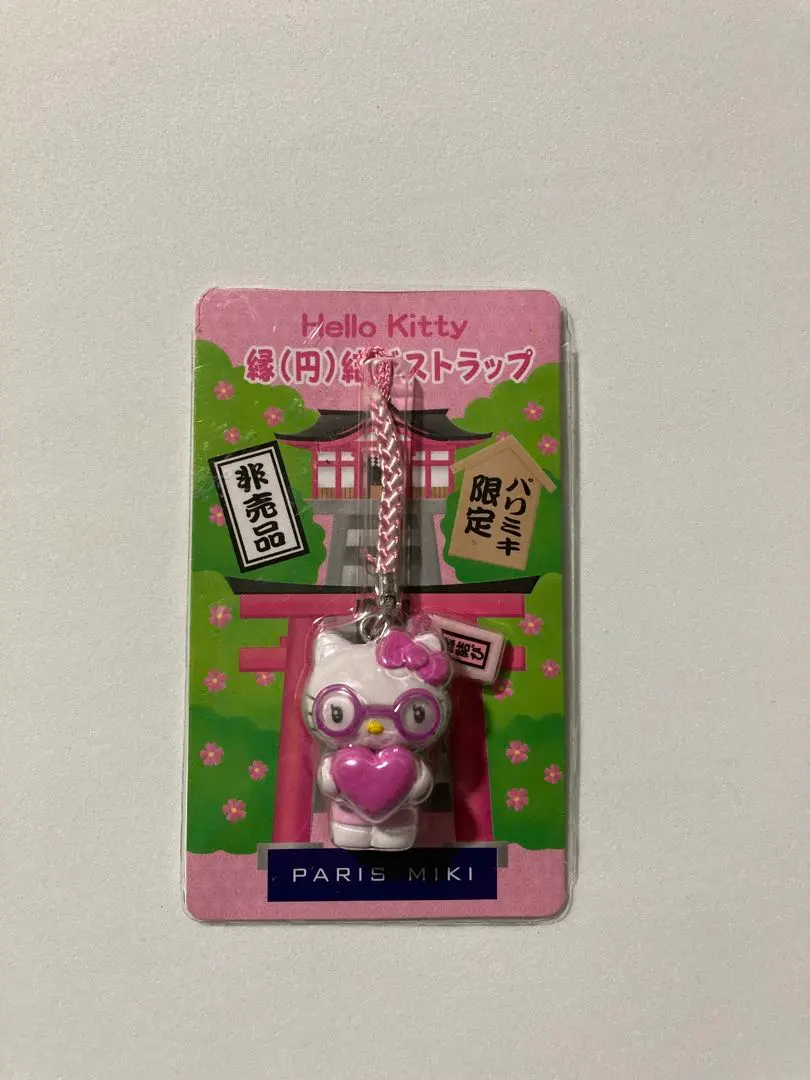 Hello Kitty
縁(円)結びストラップ
非売品
パリミキ
限定
PARIS MIKI